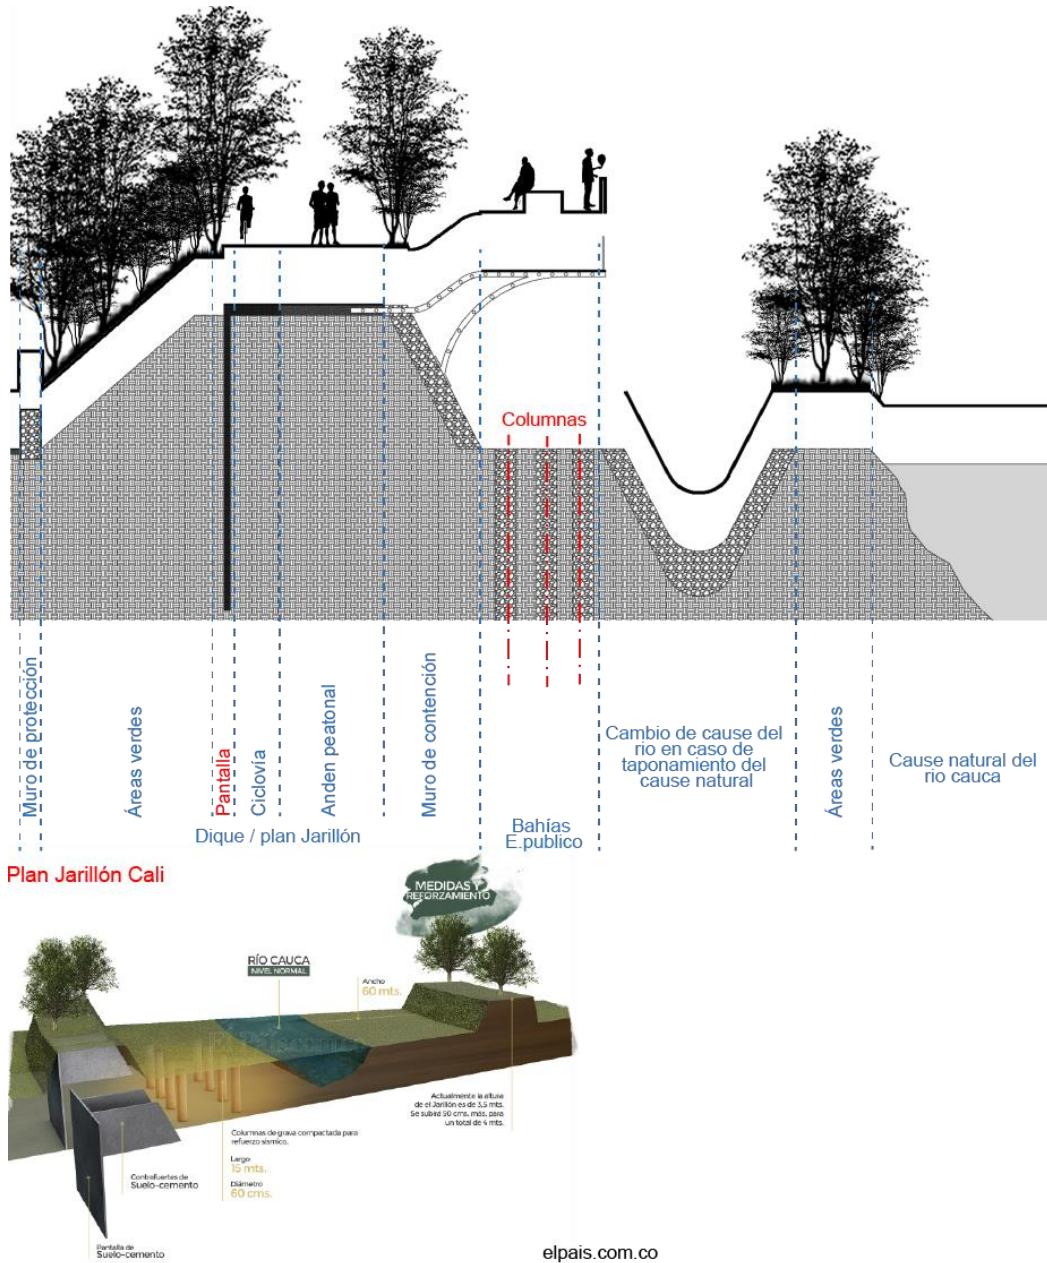 Columnas
Muro de protección
Áreas verdes
Pantalla
Ciclovía
Anden peatonal
Muro de contención
Dique / plan Jarillón
Bahías
E.publico
Cambio de cause del
rio en caso de
taponamiento del
cause natural
Áreas verdes
Cause natural del
rio cauca
Plan Jarillón Cali
MEDIDAS Y
REFORZAMIENTO
RÍO CAUCA
NIVEL NORMAL
Ancho
60 mts.
Actualmente la altura
de el Jarillón es de 3,5 mts.
Se subirá 50 cms. más, para
un total de 4 mts.
Columnas de grava compactada para
refuerzo sísmico.
Largo
15 mts.
Diámetro
60 cms.
Contrafuertes de
Suelo-cemento
Pantalla de
Suelo-cemento
elpais.com.co